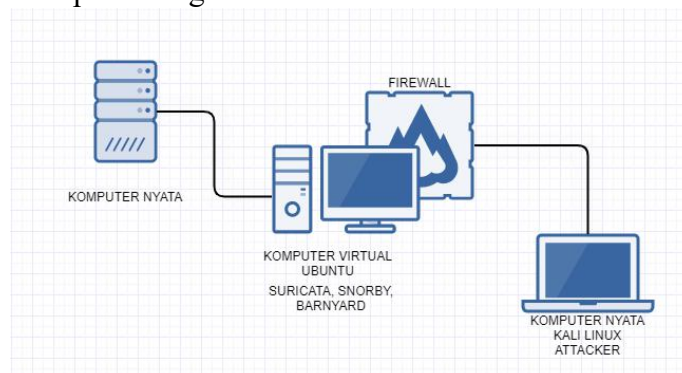 FIREWALL
KOMPUTER NYATA
KOMPUTER VIRTUAL
UBUNTU
SURICATA, SNORBY,
BARNYARD
KOMPUTER NYATA
KALI LINUX
ATTACKER